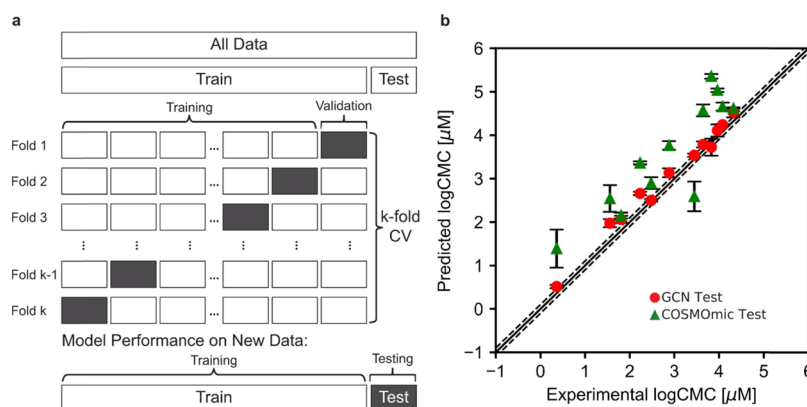 a
All Data
Train Test
Training Validation
Fold 1
...
Fold 2
...
Fold 3
...
k-fold
CV
Fold k-1
...
Fold k
...
Model Performance on New Data:
Training Testing
Train Test
b
Predicted logCMC [µM]
6
5
4
3
2
1
0
−1
GCN Test
COSMOmic Test
−1 0 1 2 3 4 5 6
Experimental logCMC [µM]